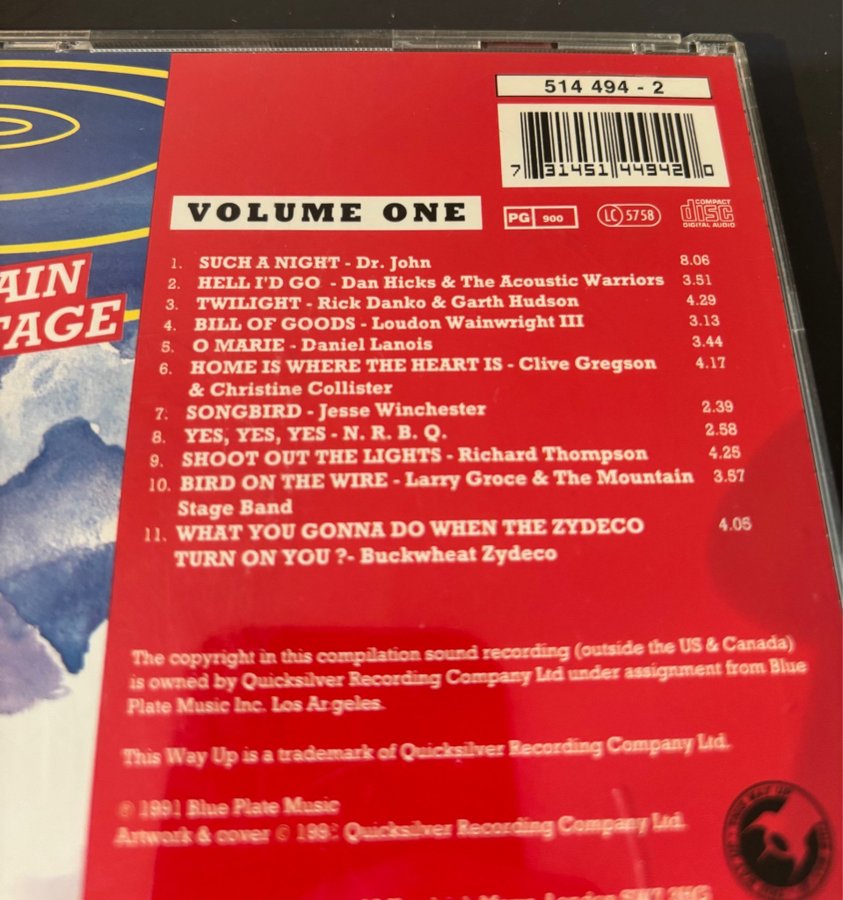 514 494 - 2
7 31451 44942 0
VOLUME ONE
PG 900
LC 5758
COMPACT
disc
DIGITAL AUDIO
AIN
TAGE
1. SUCH A NIGHT - Dr. John 8.06
2. HELL I'D GO - Dan Hicks & The Acoustic Warriors 3.51
3. TWILIGHT - Rick Danko & Garth Hudson 4.29
4. BILL OF GOODS - Loudon Wainwright III 3.13
5. O MARIE - Daniel Lanois 3.44
6. HOME IS WHERE THE HEART IS - Clive Gregson 4.17
& Christine Collister
7. SONGBIRD - Jesse Winchester 2.39
8. YES, YES, YES - N. R. B. Q. 2.58
9. SHOOT OUT THE LIGHTS - Richard Thompson 4.25
10. BIRD ON THE WIRE - Larry Groce & The Mountain 3.57
Stage Band
11. WHAT YOU GONNA DO WHEN THE ZYDECO 4.05
TURN ON YOU ?- Buckwheat Zydeco
The copyright in this compilation sound recording (outside the US & Canada)
is owned by Quicksilver Recording Company Ltd under assignment from Blue
Plate Music Inc. Los Angeles.
This Way Up is a trademark of Quicksilver Recording Company Ltd.
℗ 1991 Blue Plate Music
Artwork & cover © Quicksilver Recording Company Ltd.
London SW7 3HG
THIS WAY UP